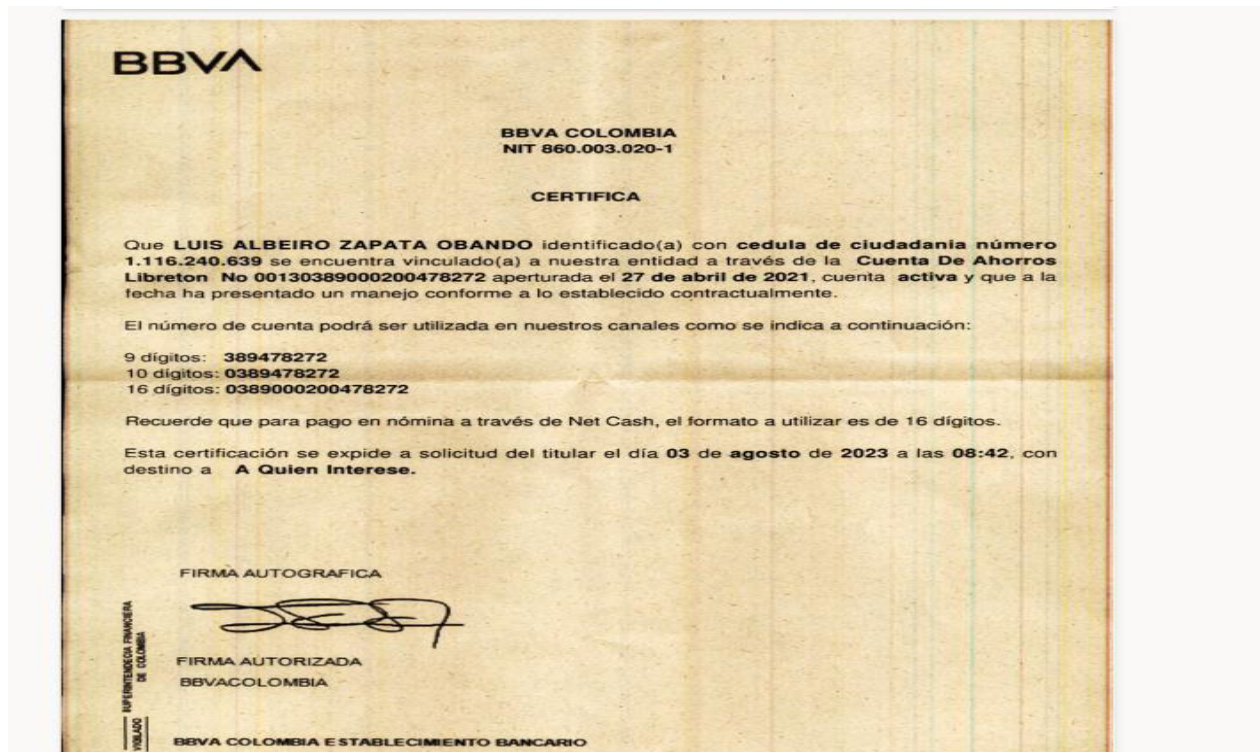 BBVA
BBVA COLOMBIA
NIT 860.003.020-1
CERTIFICA
Que LUIS ALBEIRO ZAPATA OBANDO identificado(a) con cedula de ciudadania número
1.116.240.639 se encuentra vinculado(a) a nuestra entidad a través de la Cuenta De Ahorros
Libreton No 00130389000200478272 aperturada el 27 de abril de 2021, cuenta activa y que a la
fecha ha presentado un manejo conforme a lo establecido contractualmente.
El número de cuenta podrá ser utilizada en nuestros canales como se indica a continuación:
9 dígitos: 389478272
10 dígitos: 0389478272
16 dígitos: 0389000200478272
Recuerde que para pago en nómina a través de Net Cash, el formato a utilizar es de 16 dígitos.
Esta certificación se expide a solicitud del titular el día 03 de agosto de 2023 a las 08:42, con
destino a A Quien Interese.
FIRMA AUTOGRAFICA
FIRMA AUTORIZADA
BBVACOLOMBIA
VIGILADO SUPERINTENDECIA FINANCIERA
DE COLOMBIA
BBVA COLOMBIA ESTABLECIMIENTO BANCARIO